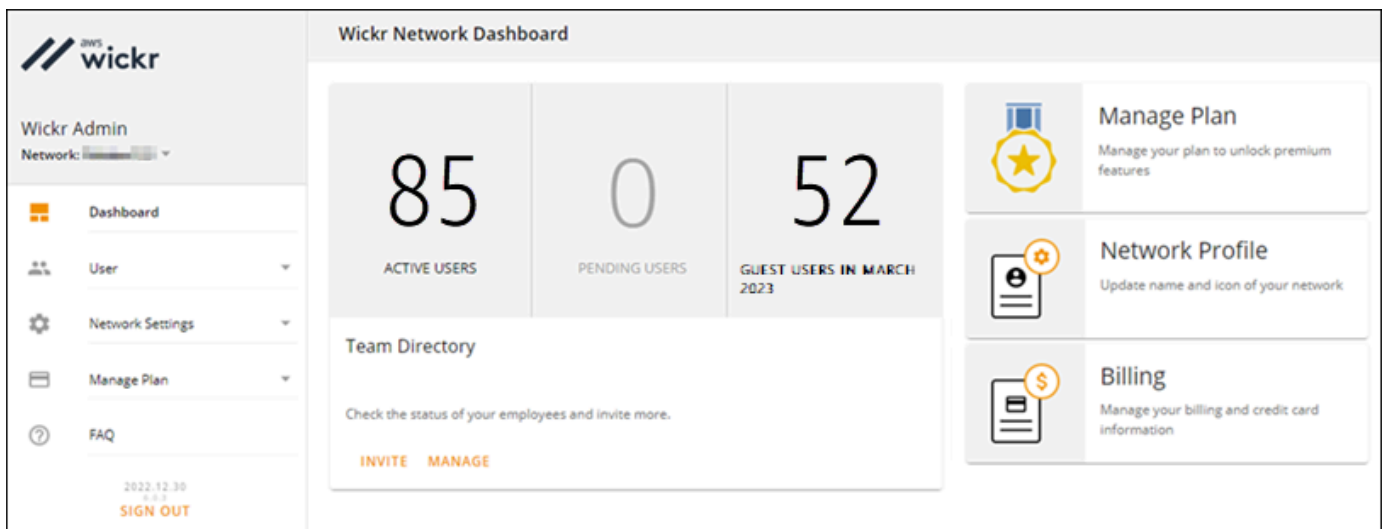 aws
wickr
Wickr Admin
Network:
Dashboard
User
Network Settings
Manage Plan
FAQ
2022.12.30
SIGN OUT
Wickr Network Dashboard
85
ACTIVE USERS
0
PENDING USERS
52
GUEST USERS IN MARCH
2023
Team Directory
Check the status of your employees and invite more.
INVITE MANAGE
Manage Plan
Manage your plan to unlock premium
features
Network Profile
Update name and icon of your network
$
Billing
Manage your billing and credit card
information